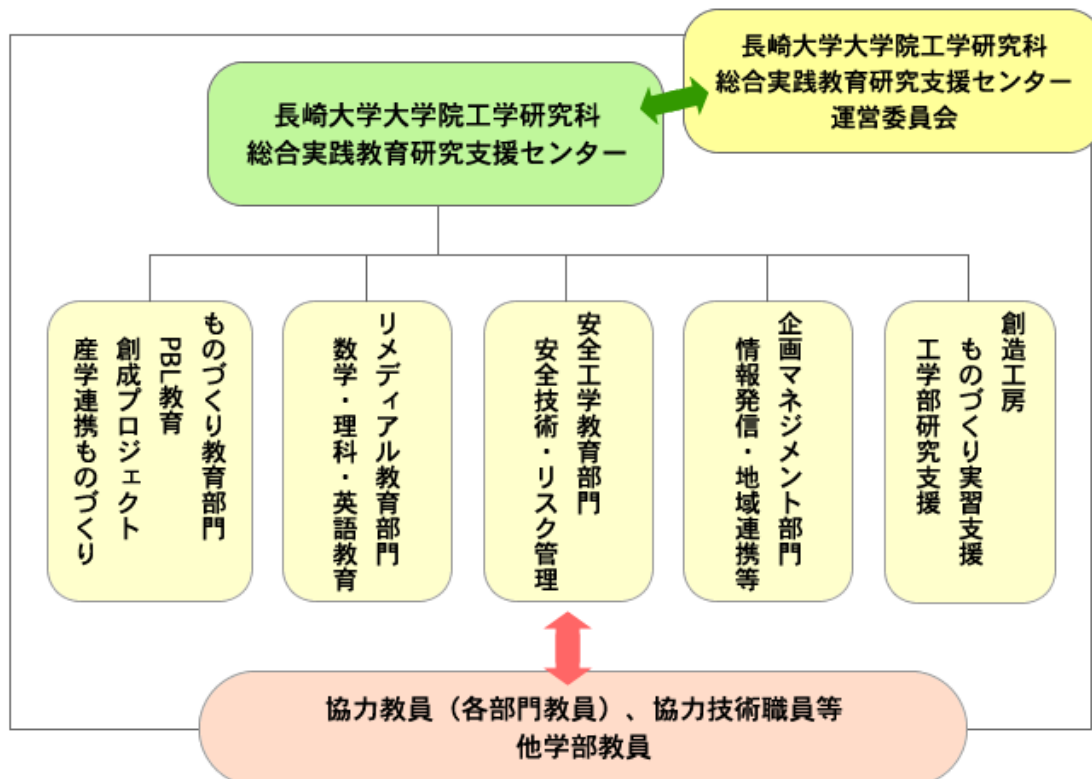 長崎大学大学院工学研究科
総合実践教育研究支援センター
運営委員会
長崎大学大学院工学研究科
総合実践教育研究支援センター
ものづくり教育部門
PBL教育
創成プロジェクト
産学連携ものづくり
リメディアル教育部門
数学・理科・英語教育
安全工学教育部門
安全技術・リスク管理
企画マネジメント部門
情報発信・地域連携等
創造工房
ものづくり実習支援
工学部研究支援
協力教員（各部門教員）、協力技術職員等
他学部教員